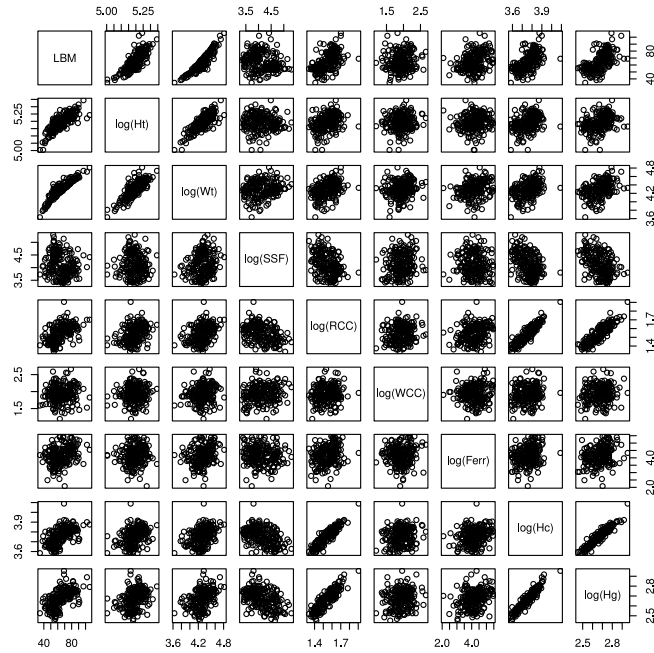 5.00 5.25 3.5 4.5 1.5 2.5 3.6 3.9
LBM 40 80
5.00 5.25 log(Ht)
log(Wt) 3.6 4.2 4.8
3.5 4.5 log(SSF)
log(RCC) 1.4 1.7
1.5 2.5 log(WCC)
log(Ferr) 2.0 4.0
3.6 3.9 log(Hc)
log(Hg) 2.5 2.8
40 80 3.6 4.2 4.8 1.4 1.7 2.0 4.0 2.5 2.8